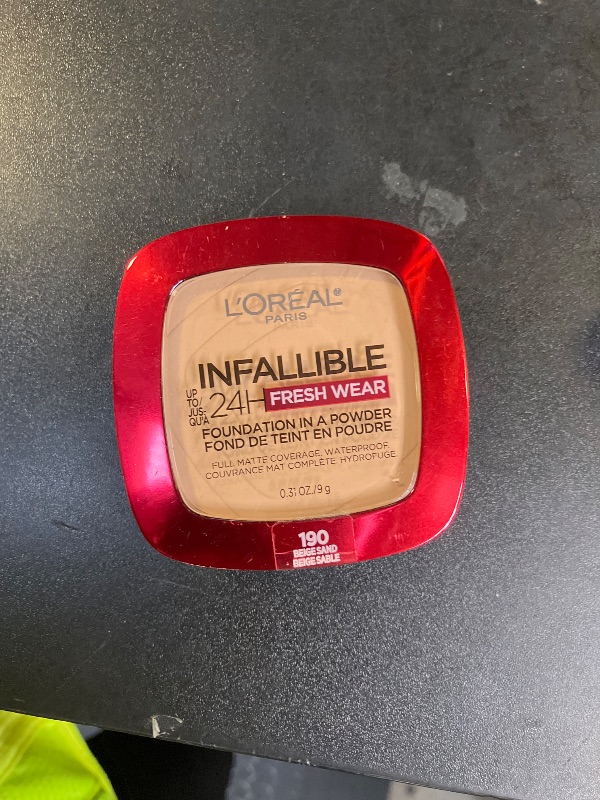 L'ORÉAL®
PARIS
INFALLIBLE
UP
TO/
JUS-
QU'À
24H
FRESH WEAR
FOUNDATION IN A POWDER
FOND DE TEINT EN POUDRE
FULL MATTE COVERAGE, WATERPROOF.
COUVRANCE MAT COMPLÈTE, HYDROFUGE
0.31 OZ./9 g
190
BEIGE SAND
BEIGE SABLE